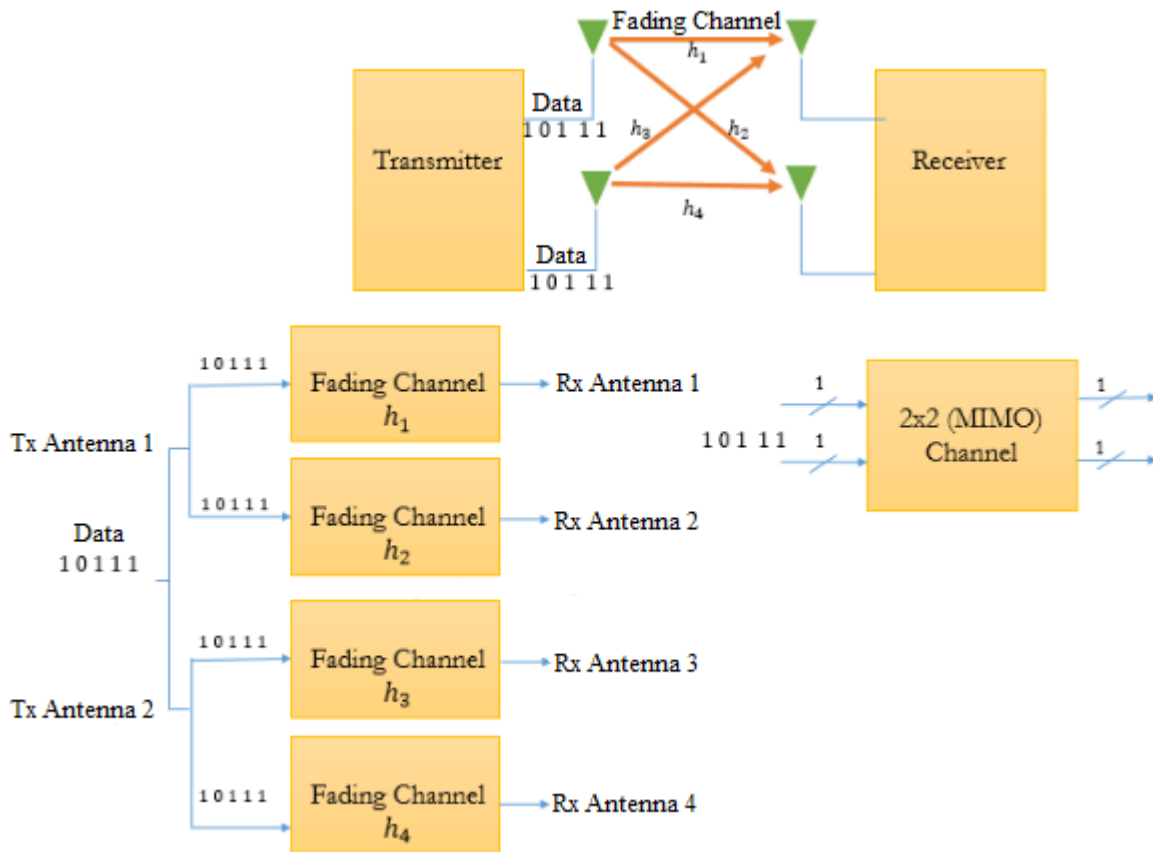 Fading Channel
h₁
Data
1 0 1 1 1
h₃
h₂
Transmitter
Receiver
h₄
Data
1 0 1 1 1
1 0 1 1 1
Fading Channel
h₁
Rx Antenna 1
1
1
2x2 (MIMO)
Channel
1 0 1 1 1
1
1
Tx Antenna 1
1 0 1 1 1
Fading Channel
h₂
Rx Antenna 2
Data
1 0 1 1 1
1 0 1 1 1
Fading Channel
h₃
Rx Antenna 3
Tx Antenna 2
1 0 1 1 1
Fading Channel
h₄
Rx Antenna 4